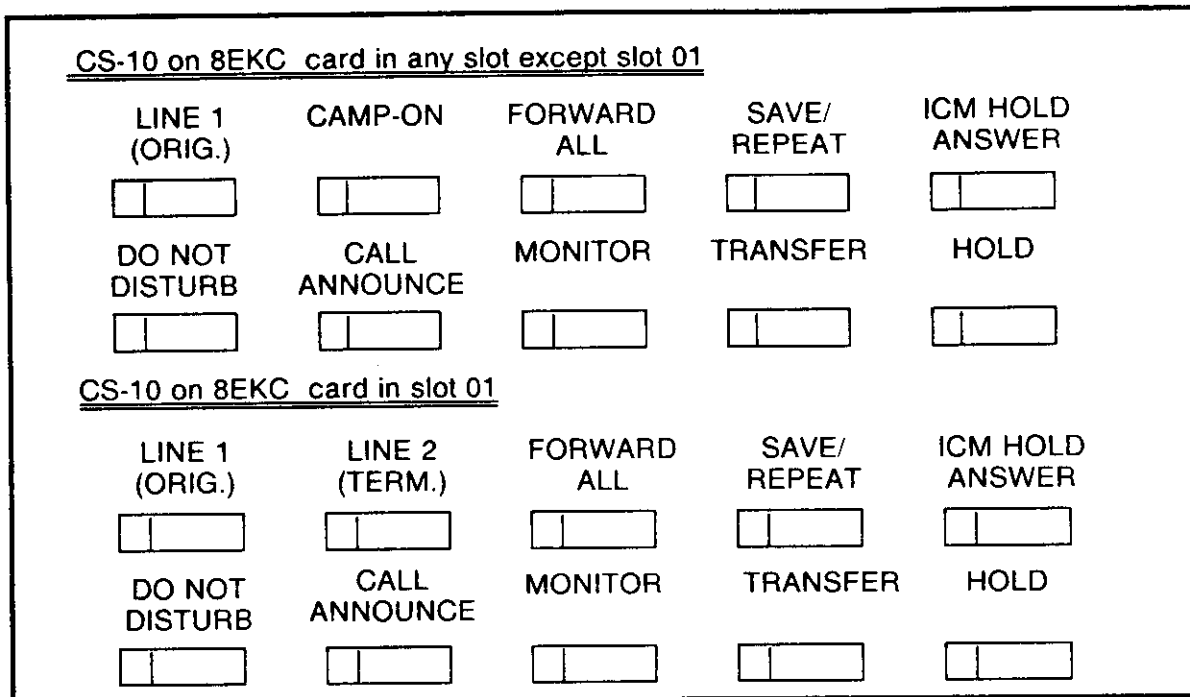 CS-10 on 8EKC card in any slot except slot 01
LINE 1 CAMP-ON FORWARD SAVE/ ICM HOLD
(ORIG.) ALL REPEAT ANSWER
DO NOT CALL MONITOR TRANSFER HOLD
DISTURB ANNOUNCE
CS-10 on 8EKC card in slot 01
LINE 1 LINE 2 FORWARD SAVE/ ICM HOLD
(ORIG.) (TERM.) ALL REPEAT ANSWER
DO NOT CALL MONITOR TRANSFER HOLD
DISTURB ANNOUNCE